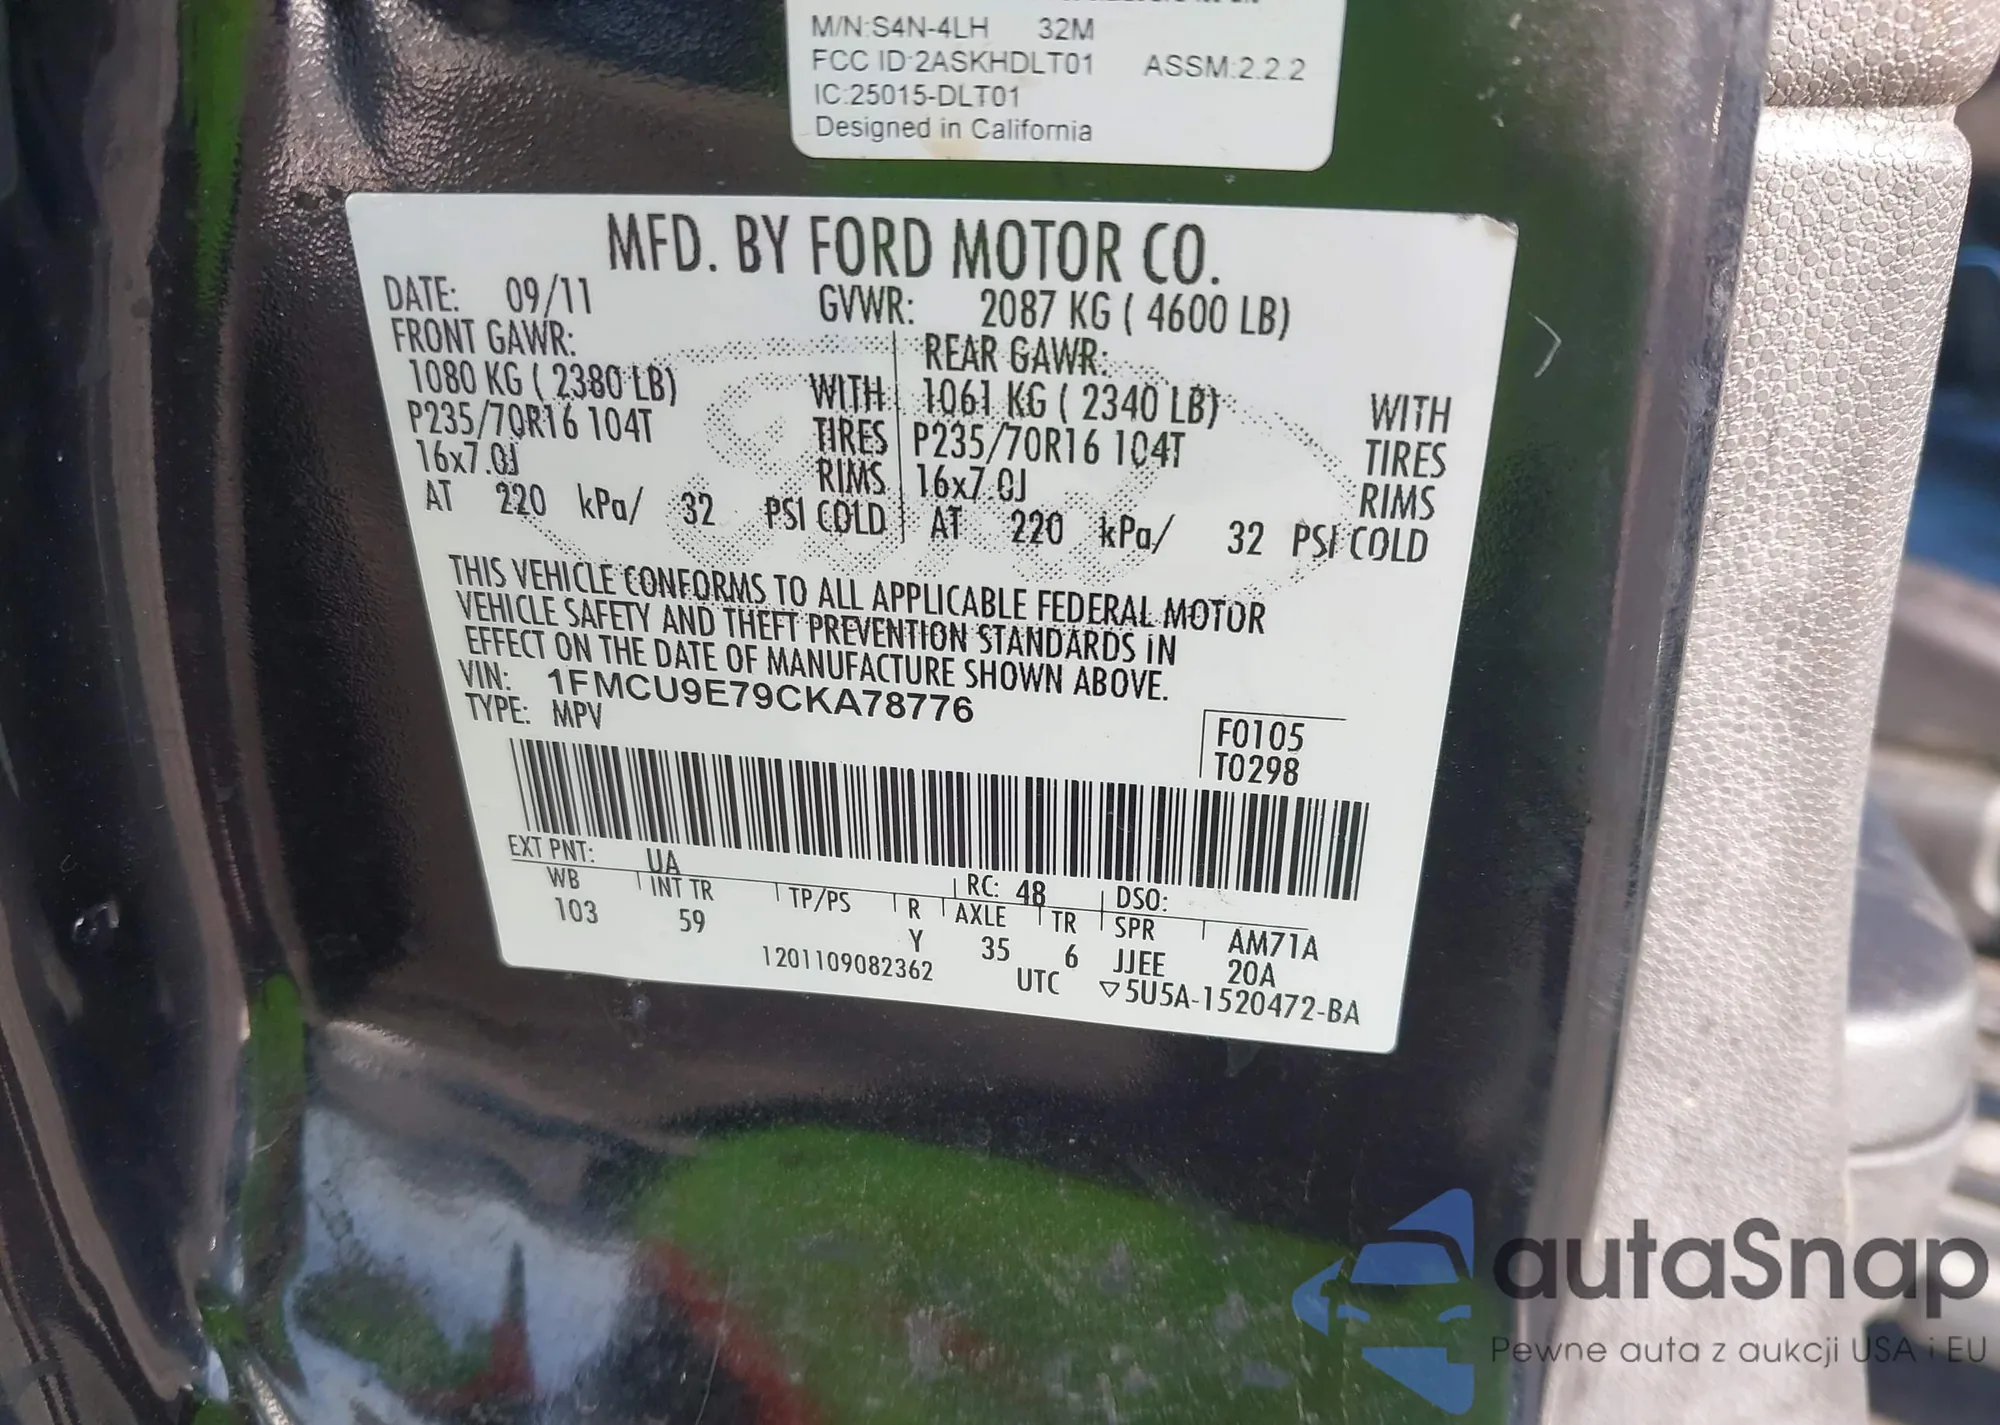 M/N:S4N-4LH 32M
FCC ID:2ASKHDLT01 ASSM:2.2.2
IC:25015-DLT01
Designed in California
MFD. BY FORD MOTOR CO.
DATE: 09/11 GVWR: 2087 KG ( 4600 LB)
FRONT GAWR: REAR GAWR:
1080 KG ( 2380 LB) WITH 1061 KG ( 2340 LB) WITH
P235/70R16 104T TIRES P235/70R16 104T TIRES
16x7.0J RIMS 16x7.0J RIMS
AT 220 kPa/ 32 PSI COLD AT 220 kPa/ 32 PSI COLD
THIS VEHICLE CONFORMS TO ALL APPLICABLE FEDERAL MOTOR
VEHICLE SAFETY AND THEFT PREVENTION STANDARDS IN
EFFECT ON THE DATE OF MANUFACTURE SHOWN ABOVE.
VIN: 1FMCU9E79CKA78776
TYPE: MPV
F0105
T0298
EXT PNT: UA RC: 48 DSO:
WB INT TR TP/PS R AXLE TR SPR AM71A
103 59 Y 35 6 JJEE 20A
1201109082362 UTC ▽5U5A-1520472-BA
autaSnap
Pewne auta z aukcji USA i EU